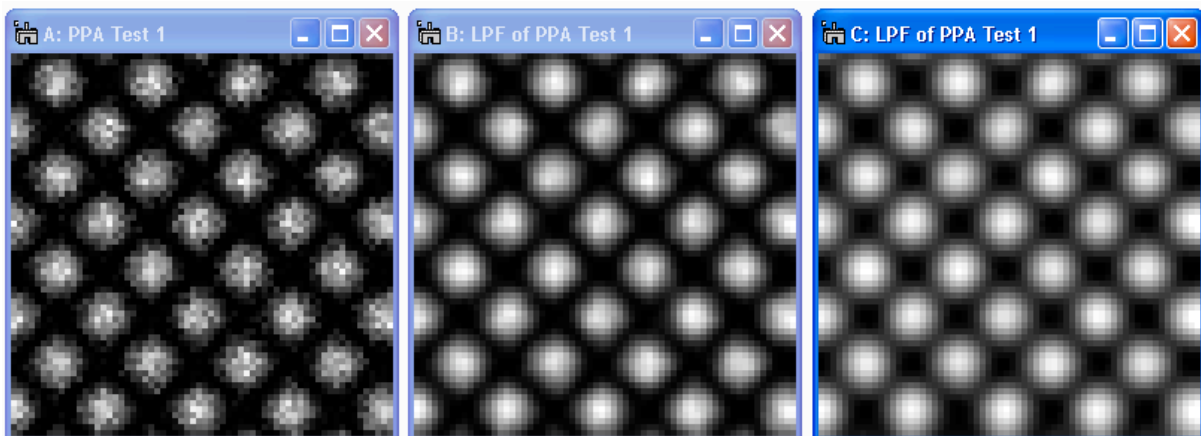 A: PPA Test 1
B: LPF of PPA Test 1
C: LPF of PPA Test 1